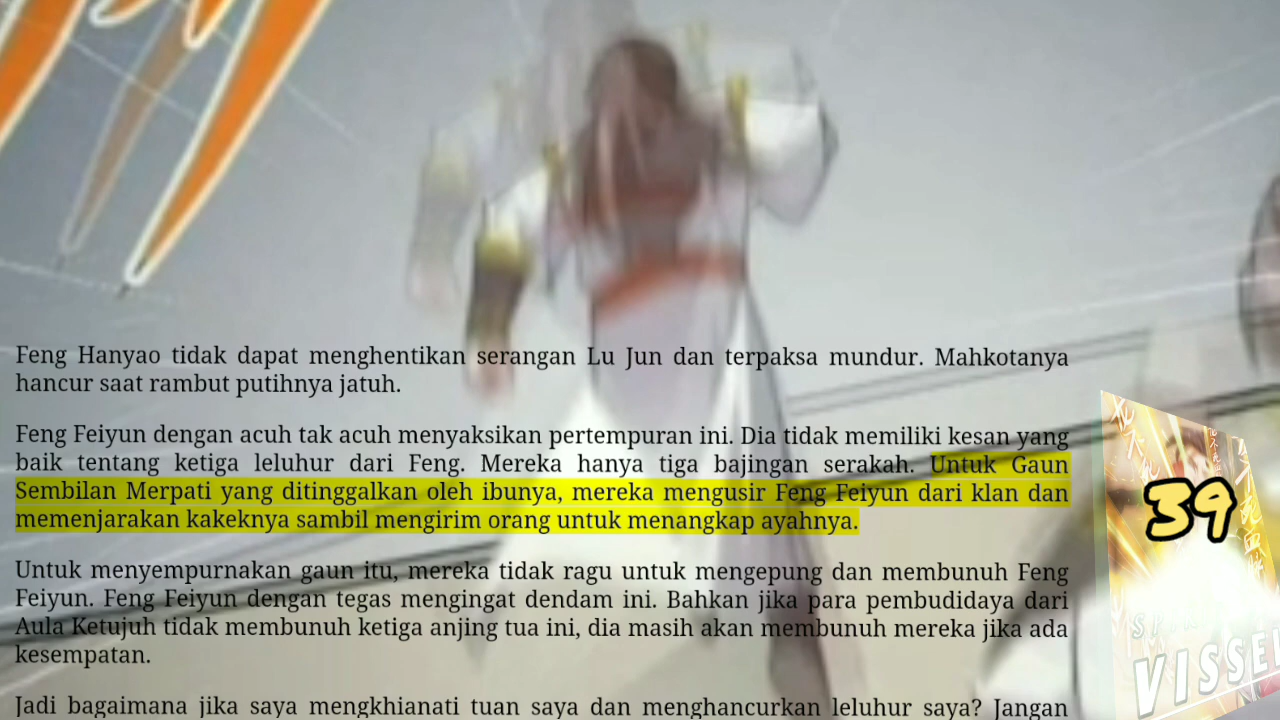 Feng Hanyao tidak dapat menghentikan serangan Lu Jun dan terpaksa mundur. Mahkotanya
hancur saat rambut putihnya jatuh.
Feng Feiyun dengan acuh tak acuh menyaksikan pertempuran ini. Dia tidak memiliki kesan yang
baik tentang ketiga leluhur dari Feng. Mereka hanya tiga bajingan serakah. Untuk Gaun
Sembilan Merpati yang ditinggalkan oleh ibunya, mereka mengusir Feng Feiyun dari klan dan
memenjarakan kakeknya sambil mengirim orang untuk menangkap ayahnya.
Untuk menyempurnakan gaun itu, mereka tidak ragu untuk mengepung dan membunuh Feng
Feiyun. Feng Feiyun dengan tegas mengingat dendam ini. Bahkan jika para pembudidaya dari
Aula Ketujuh tidak membunuh ketiga anjing tua ini, dia masih akan membunuh mereka jika ada
kesempatan.
Jadi bagaimana jika saya mengkhianati tuan saya dan menghancurkan leluhur saya? Jangan
39